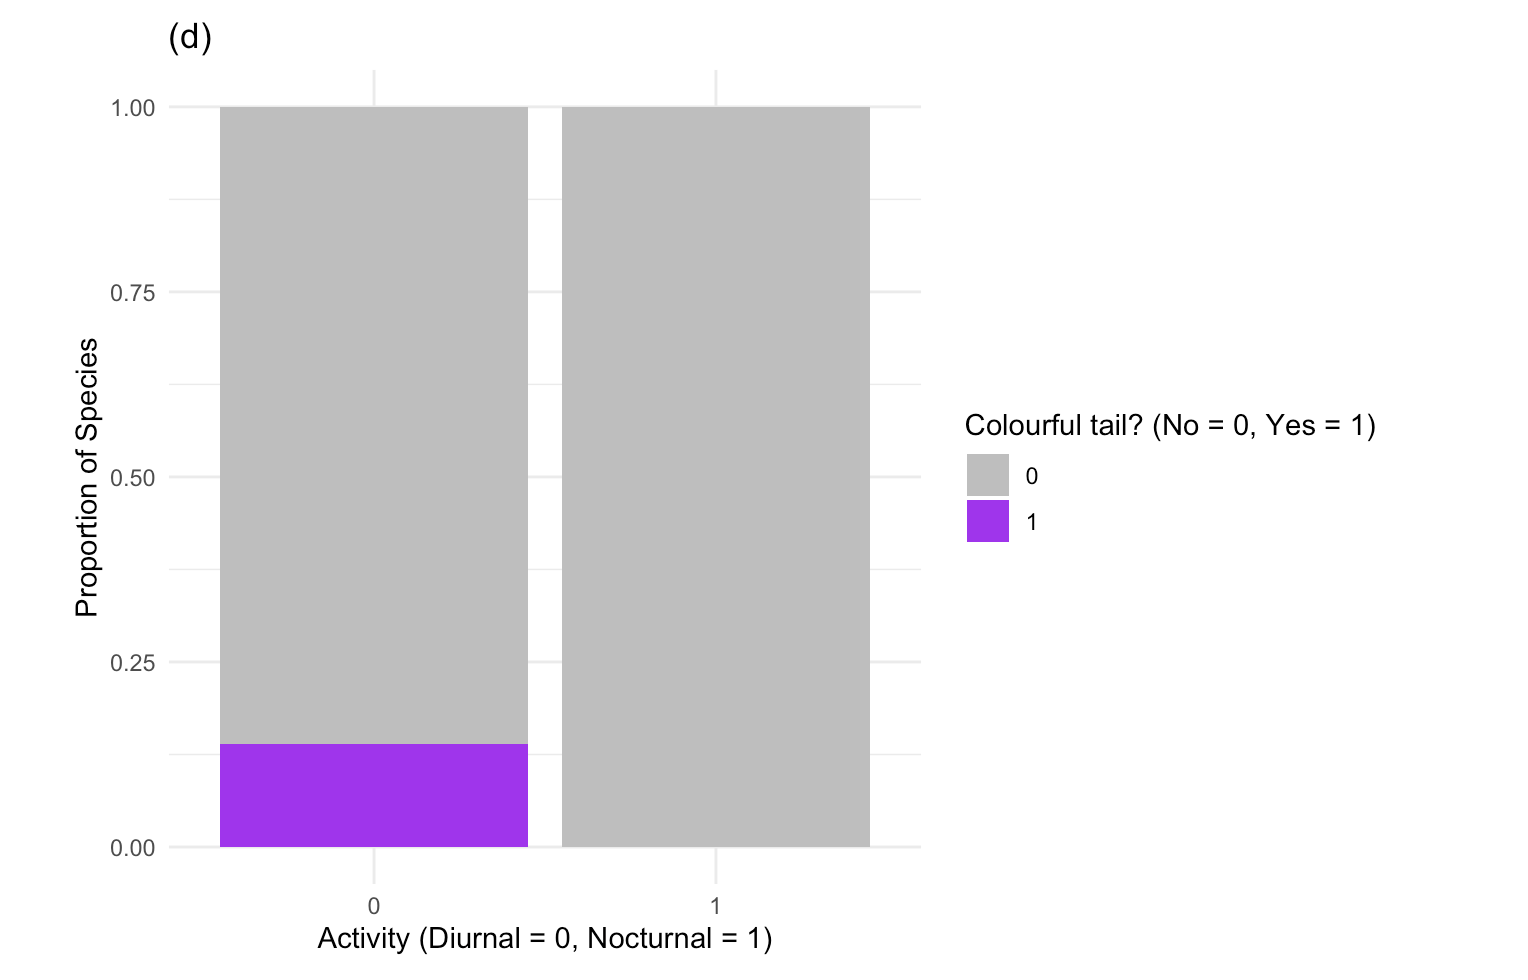 (d)
1.00
0.75
0.50
0.25
0.00
Proportion of Species
0
1
Activity (Diurnal = 0, Nocturnal = 1)
Colourful tail? (No = 0, Yes = 1)
0
1